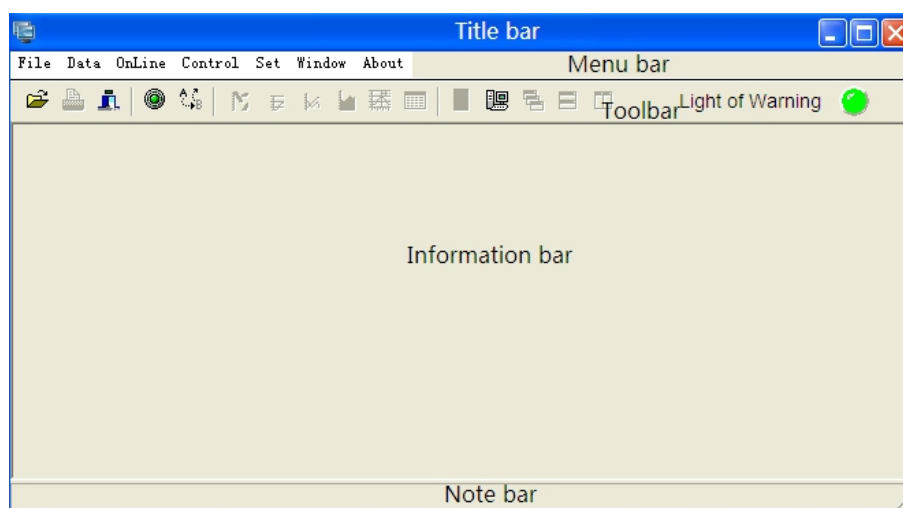 Title bar
File Data OnLine Control Set Window About Menu bar
Toolbar Light of Warning
Information bar
Note bar